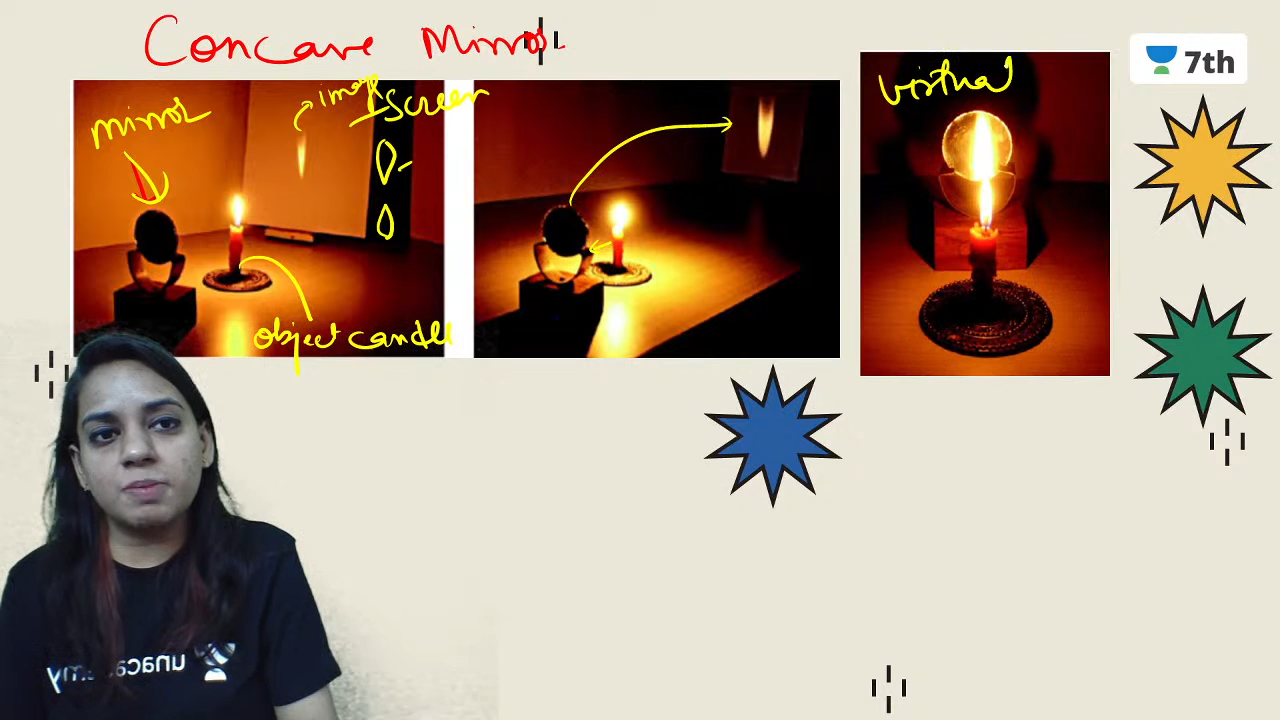 Concave Mirror
7th
mirror
image
Screen
object candle
virtual
unacademy